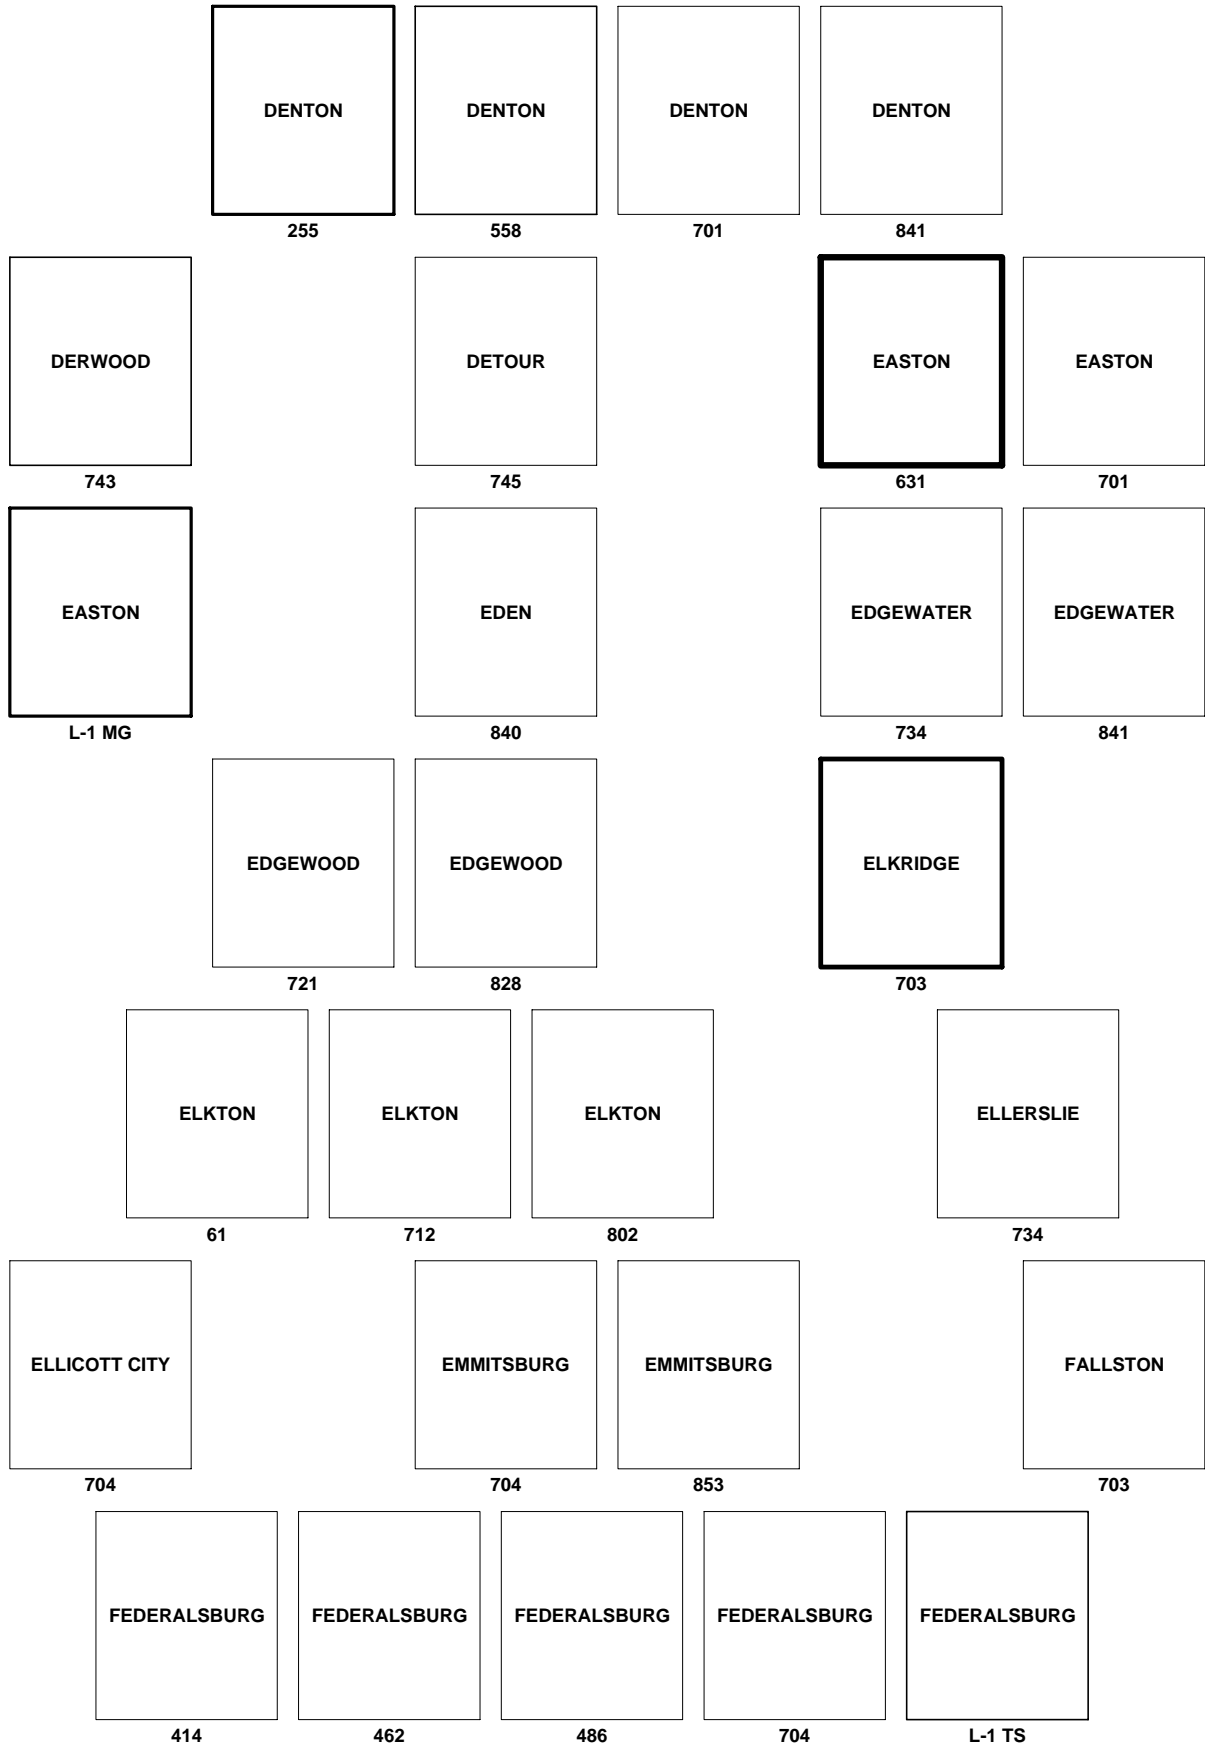 DENTON DENTON DENTON DENTON
255 558 701 841
DERWOOD DETOUR EASTON EASTON
743 745 631 701
EASTON EDEN EDGEWATER EDGEWATER
L-1 MG 840 734 841
EDGEWOOD EDGEWOOD ELKRIDGE
721 828 703
ELKTON ELKTON ELKTON ELLERSLIE
61 712 802 734
ELLICOTT CITY EMMITSBURG EMMITSBURG FALLSTON
704 704 853 703
FEDERALSBURG FEDERALSBURG FEDERALSBURG FEDERALSBURG FEDERALSBURG
414 462 486 704 L-1 TS